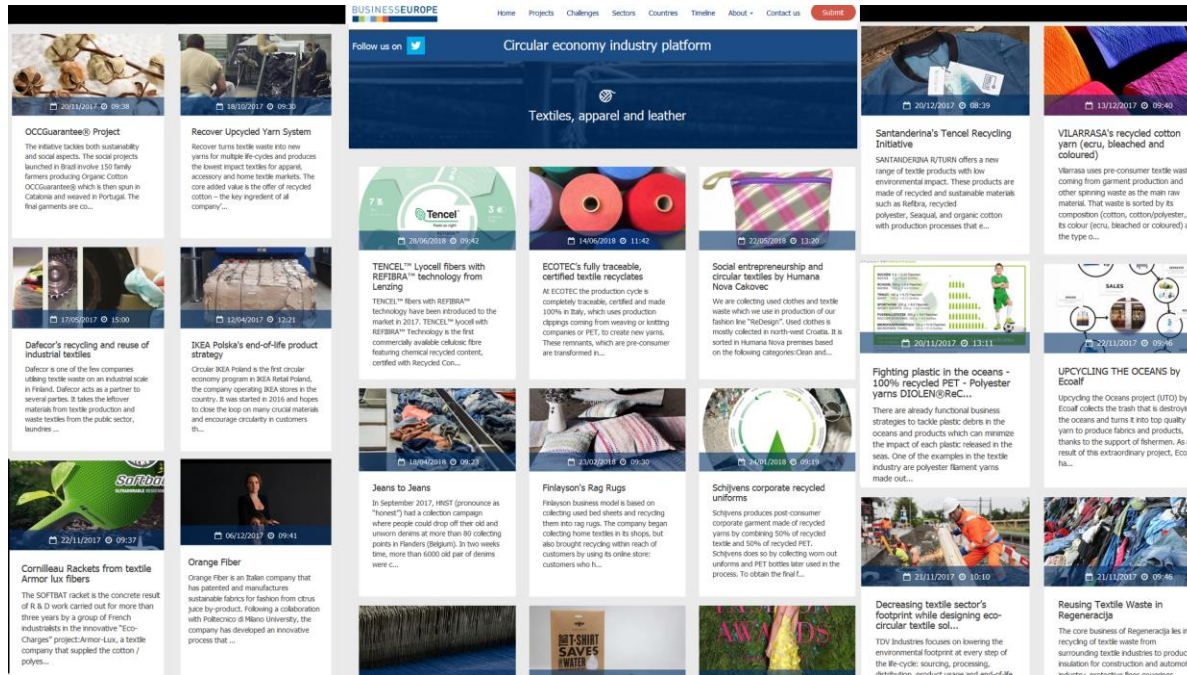 20/11/2017 09:38
OCCGuarantee® Project
The initiative tackles both sustainability
and social aspects. The social projects
launched in Brazil involve 150 family
farmers producing Organic Cotton
OCCGuarantee® which is then spun in
Catalonia and weaved in Portugal. The
final garments are co...
18/10/2017 09:30
Recover Upcycled Yarn System
Recover turns textile waste into new
yarns for multiple life-cycles and produces
the lowest impact textiles for apparel,
accessory and home textile markets. The
core added value is the offer of recycled
cotton – the key ingredient of all
company'...
17/05/2017 15:00
Dafecor's recycling and reuse of
industrial textiles
Dafecor is one of the few companies
utilising textile waste on an industrial scale
in Finland. Dafecor acts as a partner to
several parties. It takes the leftover
materials from textile production and
waste textiles from the public sector,
laundries ...
12/04/2017 12:21
IKEA Polska's end-of-life product
strategy
Circular IKEA Poland is the first circular
economy program in IKEA Retail Poland,
the company operating IKEA stores in the
country. It was started in 2016 and hopes
to close the loop on many crucial materials
and encourage circularity in customers
th...
Softbat
22/11/2017 09:37
Cornilleau Rackets from textile
Armor lux fibers
The SOFTBAT racket is the concrete result
of R & D work carried out for more than
three years by a group of French
industrialists in the innovative "Eco-
Charges" project:Armor-Lux, a textile
company that supplied the cotton /
polyes...
06/12/2017 09:41
Orange Fiber
Orange Fiber is an Italian company that
has patented and manufactures
sustainable fabrics for fashion from citrus
juice by-product. Following a collaboration
with Politecnico di Milano University, the
company has developed an innovative
process that ...
BUSINESSEUROPE
Home Projects Challenges Sectors Countries Timeline About Contact us Submit
Follow us on
Circular economy industry platform
Textiles, apparel and leather
Tencel
28/06/2018 09:42
TENCEL™ Lyocell fibers with
REFIBRA™ technology from
Lenzing
TENCEL™ fibers with REFIBRA™
technology have been introduced to the
market in 2017. TENCEL™ lyocell with
REFIBRA™ Technology is the first
commercially available cellulosic fibre
featuring chemical recycled content,
certified with Recycled Con...
14/06/2018 11:42
ECOTEC's fully traceable,
certified textile recyclates
At ECOTEC the production cycle is
completely traceable, certified and made
100% in Italy, which uses production
clippings coming from weaving or knitting
companies or PET, to create new yarns.
These remnants, which are pre-consumer
are transformed in...
22/05/2018 13:20
Social entrepreneurship and
circular textiles by Humana
Nova Cakovec
We are collecting used clothes and textile
waste which we use in production of our
fashion line "ReDesign". Used clothes is
mostly collected in north-west Croatia. It is
sorted in Humana Nova premises based
on the following categories:Clean and...
18/04/2018 09:23
Jeans to Jeans
In September 2017, HNST (pronounce as
"honest") had a collection campaign
where people could drop off their old and
unworn denims at more than 80 collecting
points in Flanders (Belgium). In two weeks
time, more than 6000 old pair of denims
were c...
23/02/2018 09:30
Finlayson's Rag Rugs
Finlayson business model is based on
collecting used bed sheets and recycling
them into rag rugs. The company began
collecting home textiles in its shops, but
also brought recycling within reach of
customers by using its online store:
customers who h...
24/01/2018 09:19
Schijvens corporate recycled
uniforms
Schijvens produces post-consumer
corporate garment made of recycled
yarns by combining 50% of recycled
textile and 50% of recycled PET.
Schijvens does so by collecting worn out
uniforms and PET bottles later used in the
process. To obtain the final f...
T-SHIRT
SAVES
WATER
AWARDS
20/12/2017 08:39
Santanderina's Tencel Recycling
Initiative
SANTANDERINA R/TURN offers a new
range of textile products with low
environmental impact. These products are
made of recycled and sustainable materials
such as Refibra, recycled
polyester, Seaqual, and organic cotton
with production processes that e...
13/12/2017 09:40
VILARRASA's recycled cotton
yarn (ecru, bleached and
coloured)
Vilarrasa uses pre-consumer textile wast
coming from garment production and
other spinning waste as the main raw
material. That waste is sorted by its
composition (cotton, cotton/polyester,
its colour (ecru, bleached or coloured) a
the type o...
20/11/2017 13:11
Fighting plastic in the oceans -
100% recycled PET - Polyester
yarns DIOLEN®ReC...
There are already functional business
strategies to tackle plastic debris in the
oceans and products which can minimize
the impact of each plastic released in the
seas. One of the examples in the textile
industry are polyester filament yarns
made out...
SALES
22/11/2017 09:46
UPCYCLING THE OCEANS by
Ecoalf
Upcycling the Oceans project (UTO) by
Ecoalf collects the trash that is destroyi
the oceans and turns it into top quality
yarn to produce fabrics and products,
thanks to the support of fishermen. As
result of this extraordinary project, Eco
ha...
21/11/2017 10:10
Decreasing textile sector's
footprint while designing eco-
circular textile sol...
TDV Industries focuses on lowering the
environmental footprint at every step of
the life-cycle: sourcing, processing,
distribution, product usage and end-of-life
21/11/2017 09:46
Reusing Textile Waste in
Regeneracija
The core business of Regeneracija lies in
recycling of textile waste from
surrounding textile industries to produc
insulation for construction and automot
industry, protective floor coverings